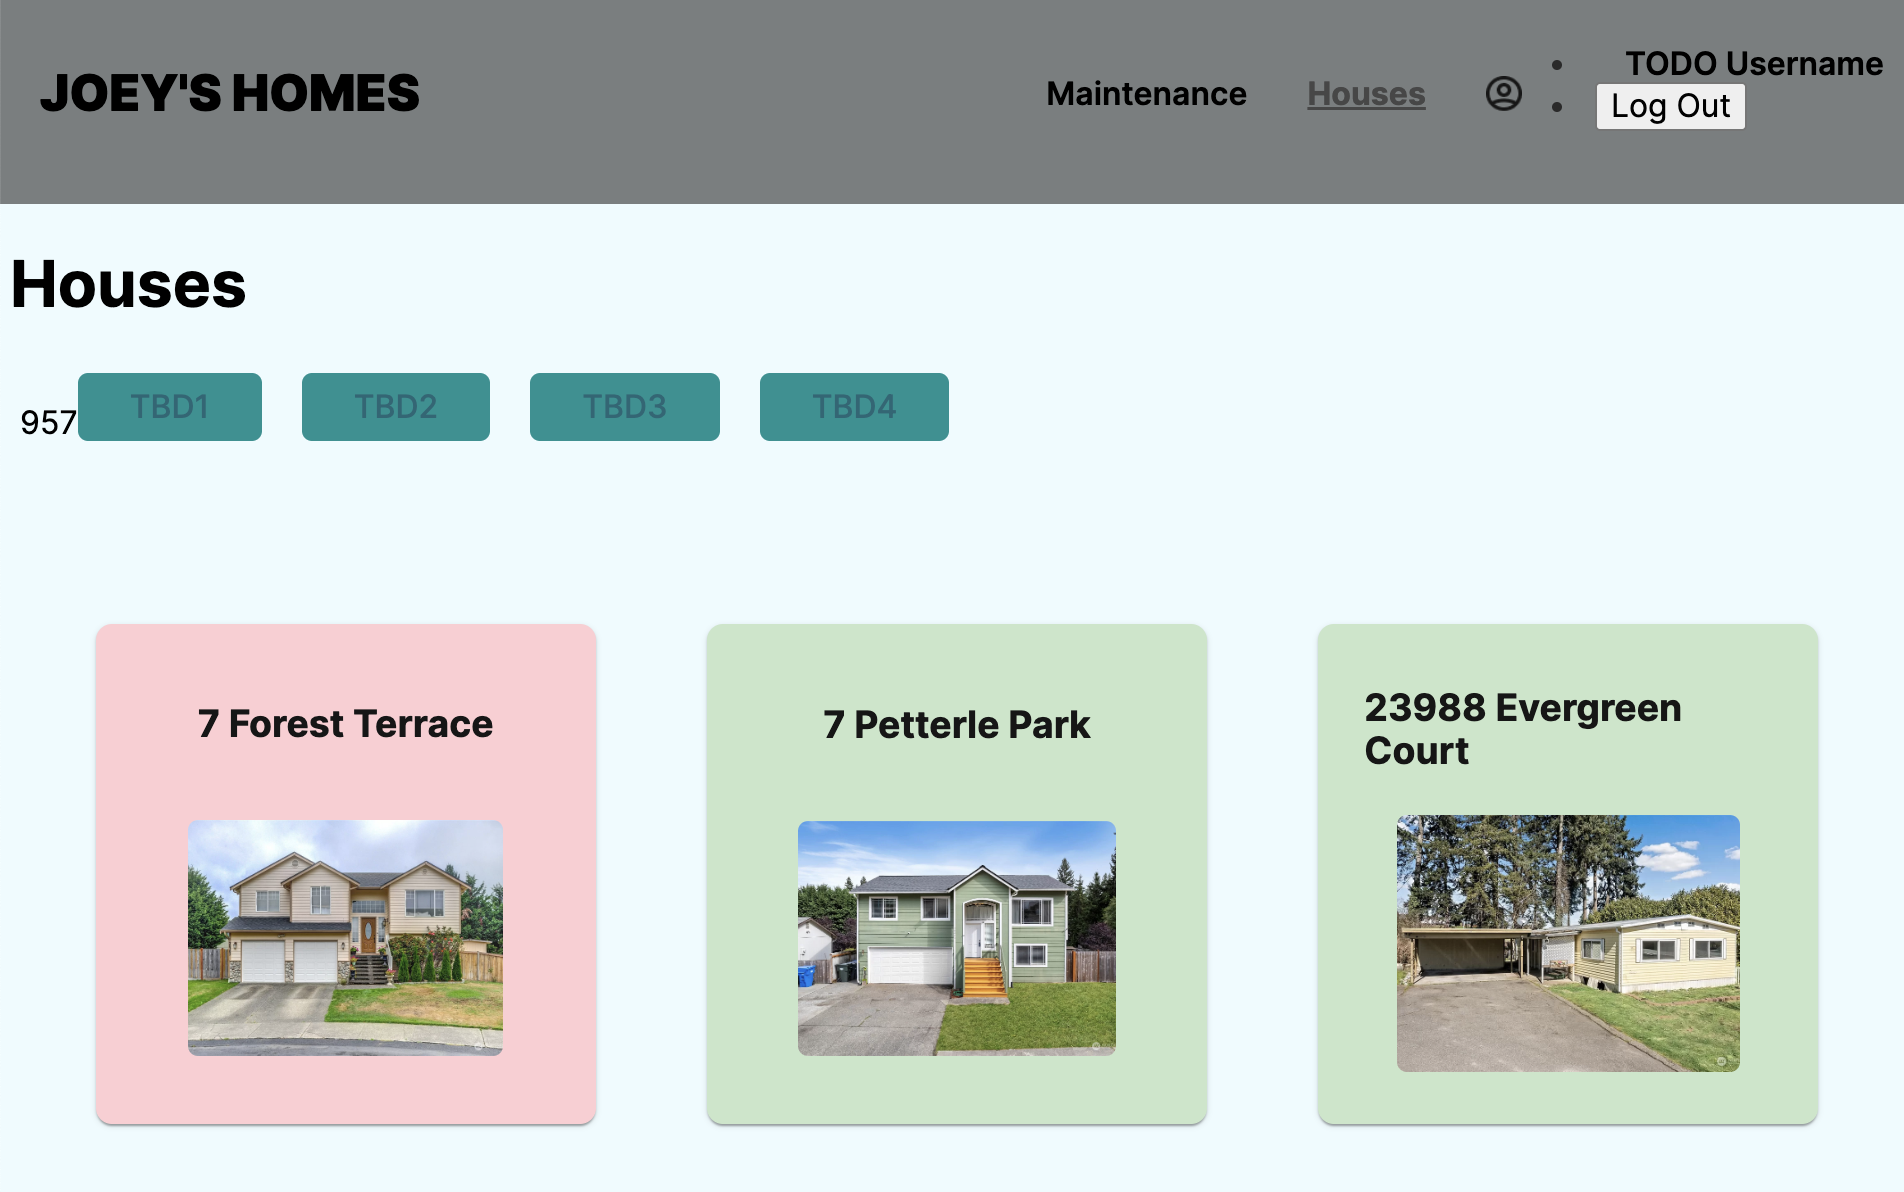 JOEY'S HOMES
Maintenance
Houses
TODO Username
Log Out
Houses
957
TBD1
TBD2
TBD3
TBD4
7 Forest Terrace
7 Petterle Park
23988 Evergreen
Court